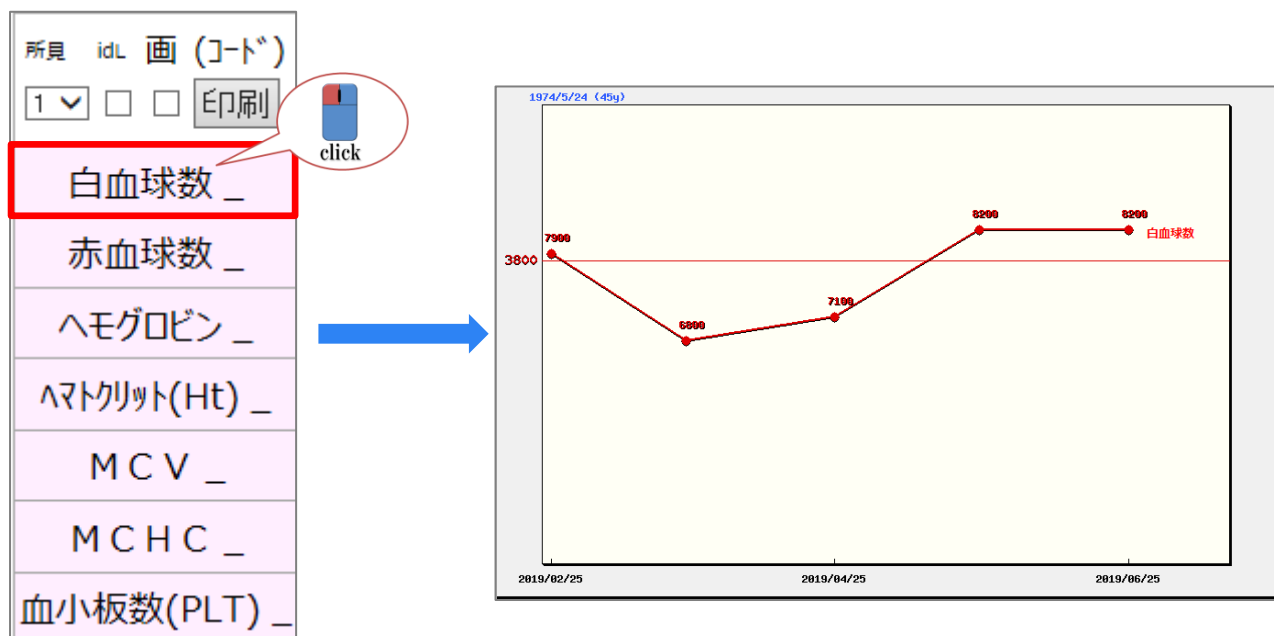 所見 idL 画 (ｺｰﾄﾞ)
1 印刷
click
白血球数 _
赤血球数 _
ヘモグロビン _
ﾍﾏﾄｸﾘｯﾄ(Ht) _
ＭＣＶ _
ＭＣＨＣ _
血小板数(PLT) _
1974/5/24 (45y)
8200 8200
白血球数
7900
3800
7100
6800
2019/02/25 2019/04/25 2019/06/25